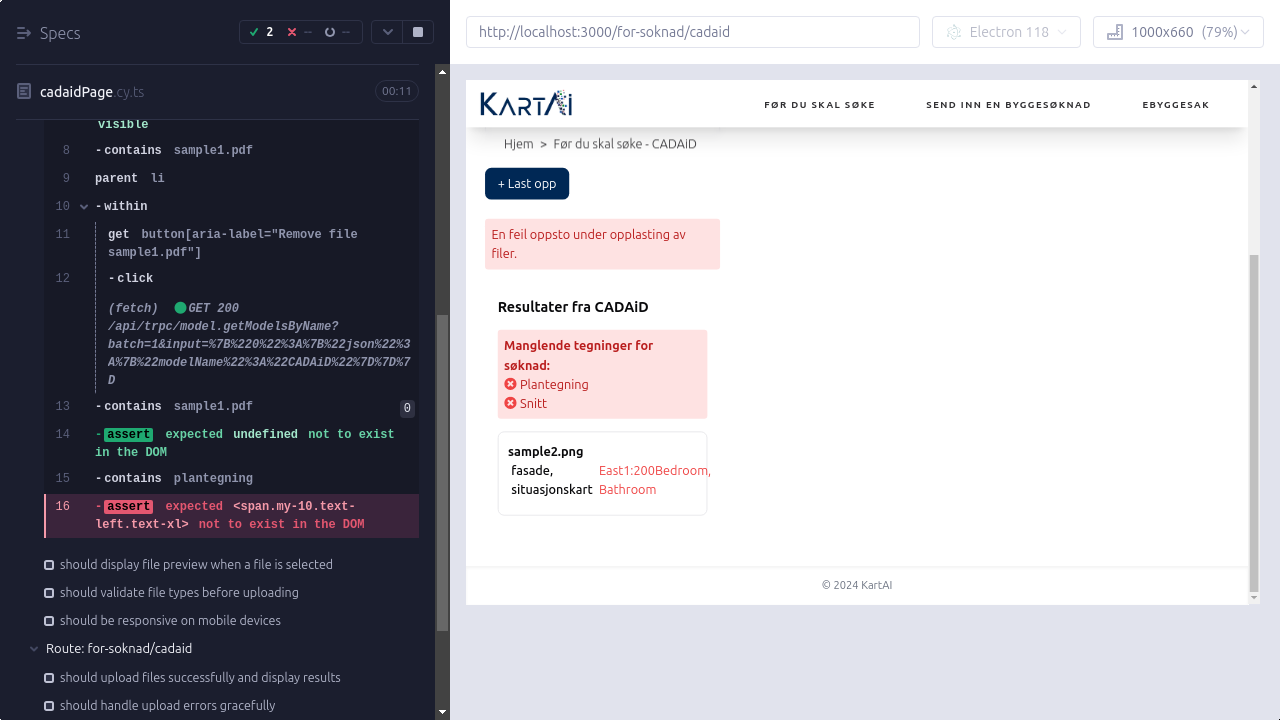 Specs
2
--
--
cadaidPage.cy.ts
00:11
visible
8 -contains sample1.pdf
9 parent li
10 -within
11 get button[aria-label="Remove file
sample1.pdf"]
12 -click
(fetch) GET 200
/api/trpc/model.getModelsByName?
batch=1&input=%7B%220%22%3A%7B%22json%22%3
A%7B%22modelName%22%3A%22CADAiD%22%7D%7D%7
D
13 -contains sample1.pdf 0
14 -assert expected undefined not to exist
in the DOM
15 -contains plantegning
16 -assert expected <span.my-10.text-
left.text-xl> not to exist in the DOM
should display file preview when a file is selected
should validate file types before uploading
should be responsive on mobile devices
Route: for-soknad/cadaid
should upload files successfully and display results
should handle upload errors gracefully
http://localhost:3000/for-soknad/cadaid
Electron 118
1000x660 (79%)
KARTAI
FØR DU SKAL SØKE
SEND INN EN BYGGESØKNAD
EBYGGESAK
Hjem > Før du skal søke - CADAiD
+ Last opp
En feil oppsto under opplasting av
filer.
Resultater fra CADAiD
Manglende tegninger for
søknad:
Plantegning
Snitt
sample2.png
fasade, East1:200Bedroom,
situasjonskart Bathroom
© 2024 KartAI